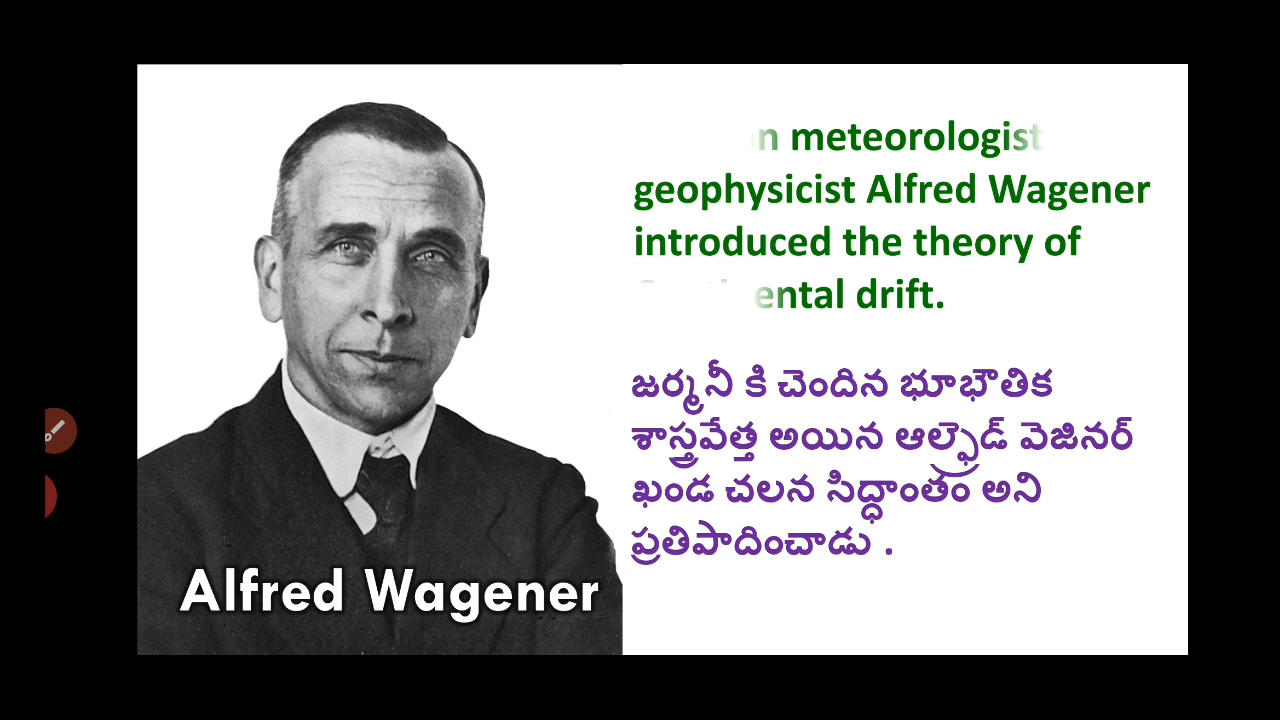 meteorologist
geophysicist Alfred Wagener
introduced the theory of
drift.
జర్మనీ కి చెందిన భూభౌతిక
శాస్త్రవేత్త అయిన ఆల్ఫ్రెడ్ వెజినర్
ఖండ చలన సిద్ధాంతం అని
ప్రతిపాదించాడు .
Alfred Wagener